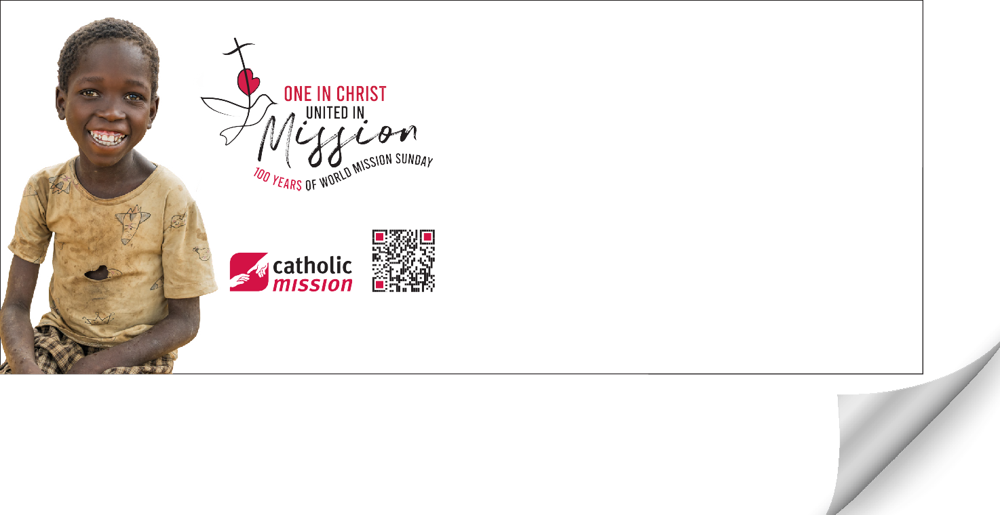 ONE IN CHRIST
UNITED IN
Mission
100 YEARS OF WORLD MISSION SUNDAY
catholic
mission